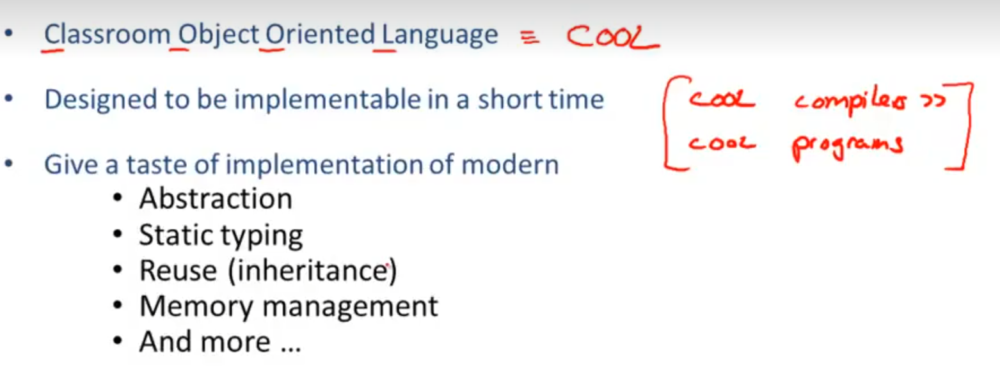 • Classroom Object Oriented Language ≡ COOL
• Designed to be implementable in a short time
[COOL compilers >>
COOL programs]
• Give a taste of implementation of modern
• Abstraction
• Static typing
• Reuse (inheritance)
• Memory management
• And more ...